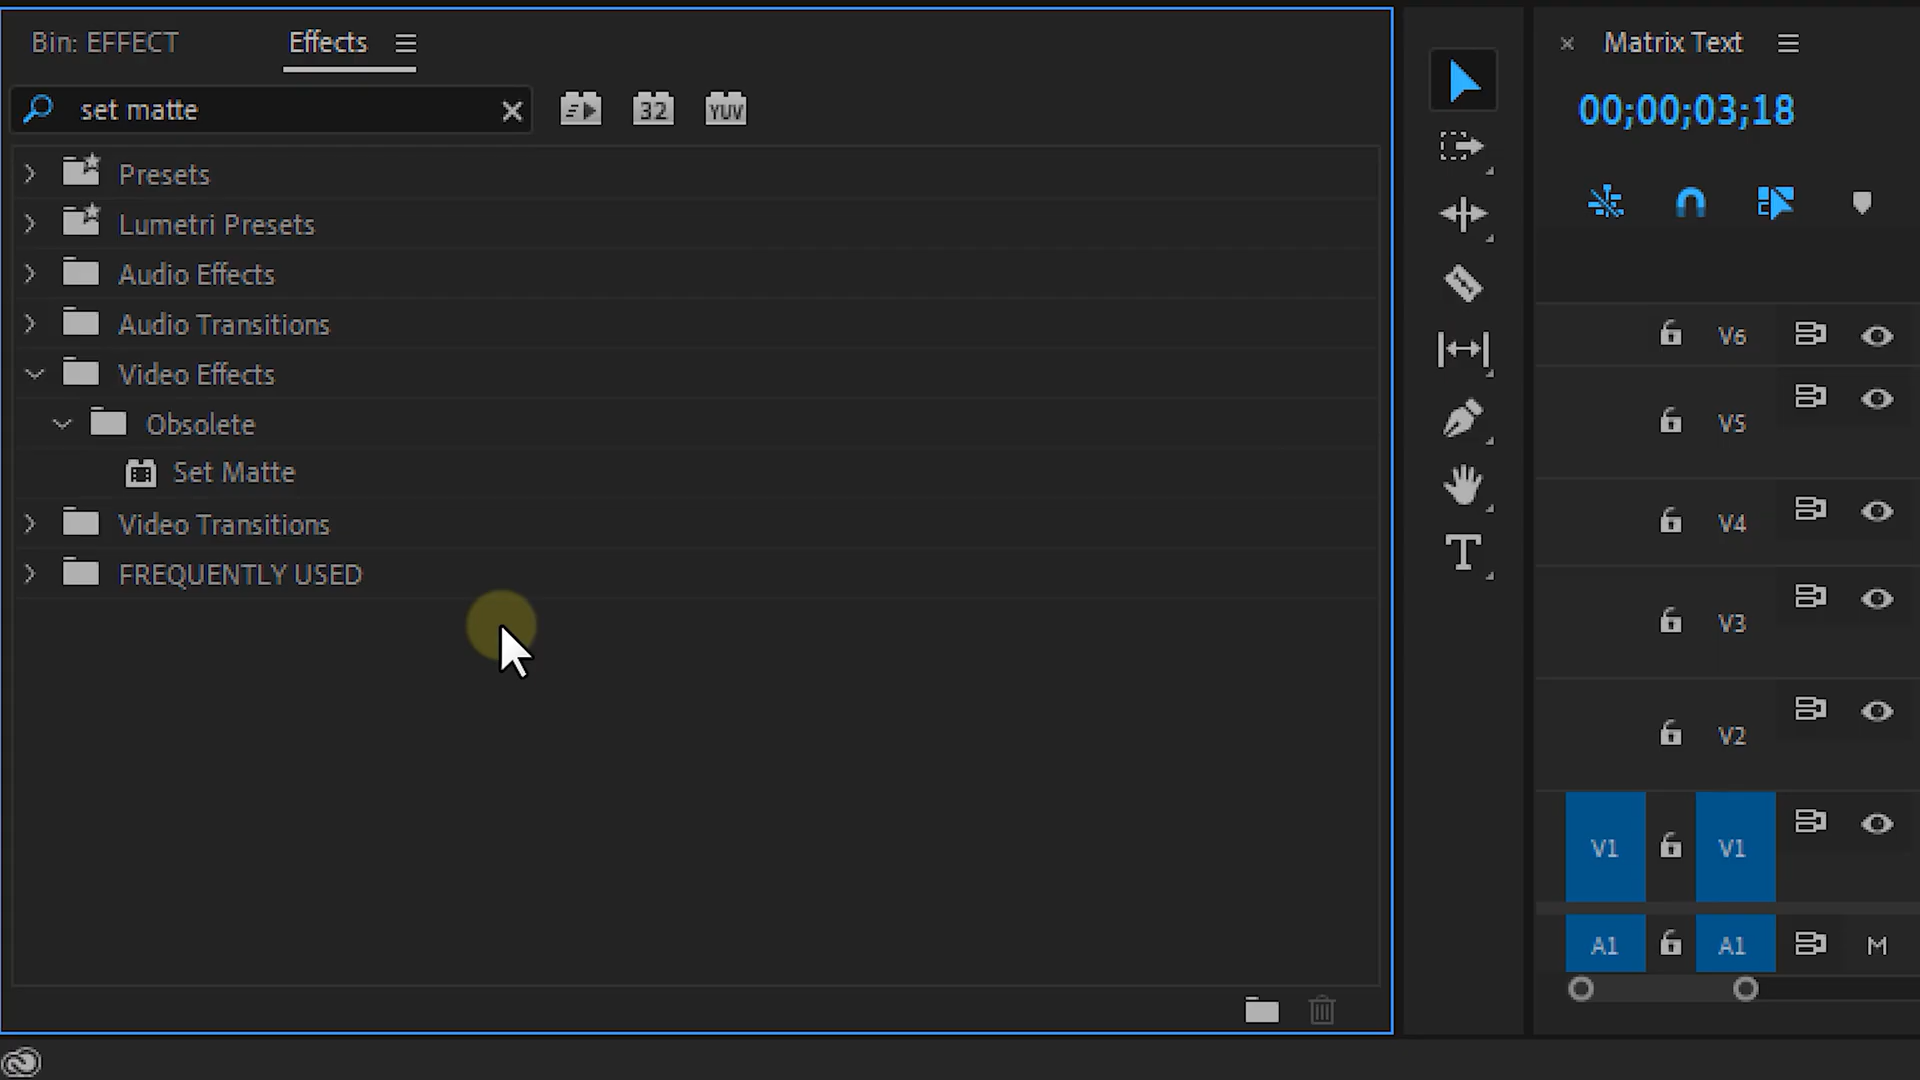 Bin: EFFECT
Effects
set matte
32
YUV
Presets
Lumetri Presets
Audio Effects
Audio Transitions
Video Effects
Obsolete
Set Matte
Video Transitions
FREQUENTLY USED
T
Matrix Text
00;00;03;18
V6
V5
V4
V3
V2
V1 V1
A1 A1 M